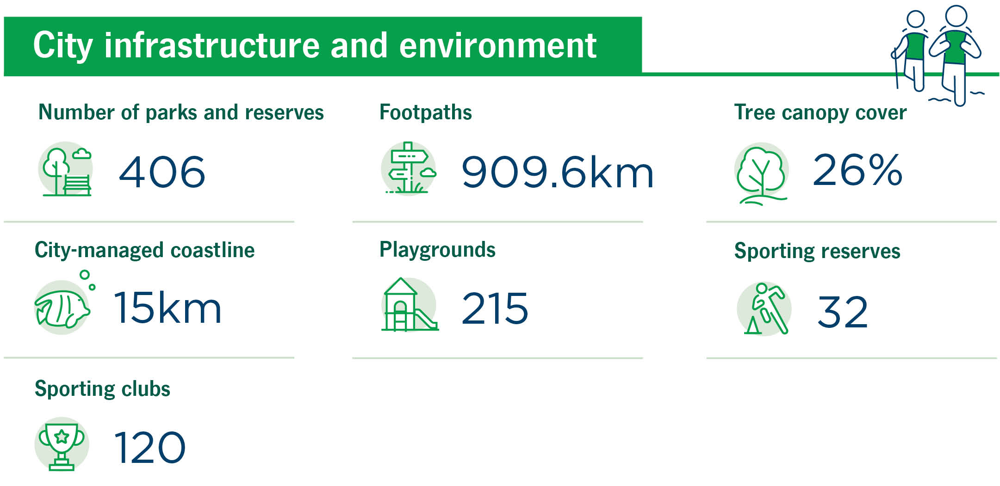 City infrastructure and environment
Number of parks and reserves
406
Footpaths
909.6km
Tree canopy cover
26%
City-managed coastline
15km
Playgrounds
215
Sporting reserves
32
Sporting clubs
120